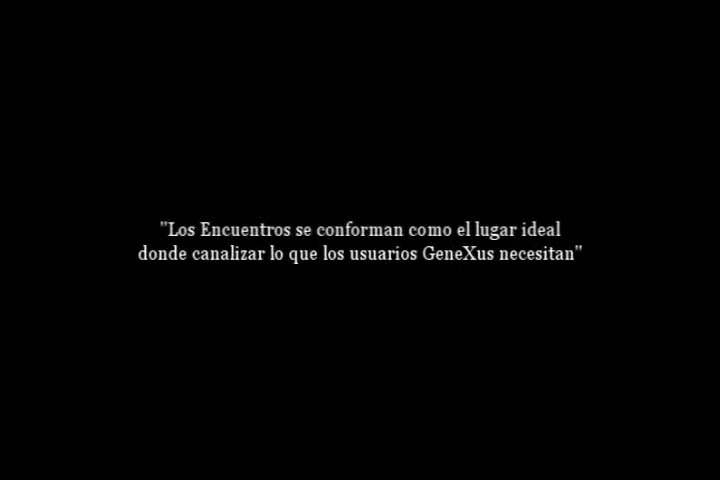 "Los Encuentros se conforman como el lugar ideal
donde canalizar lo que los usuarios GeneXus necesitan"